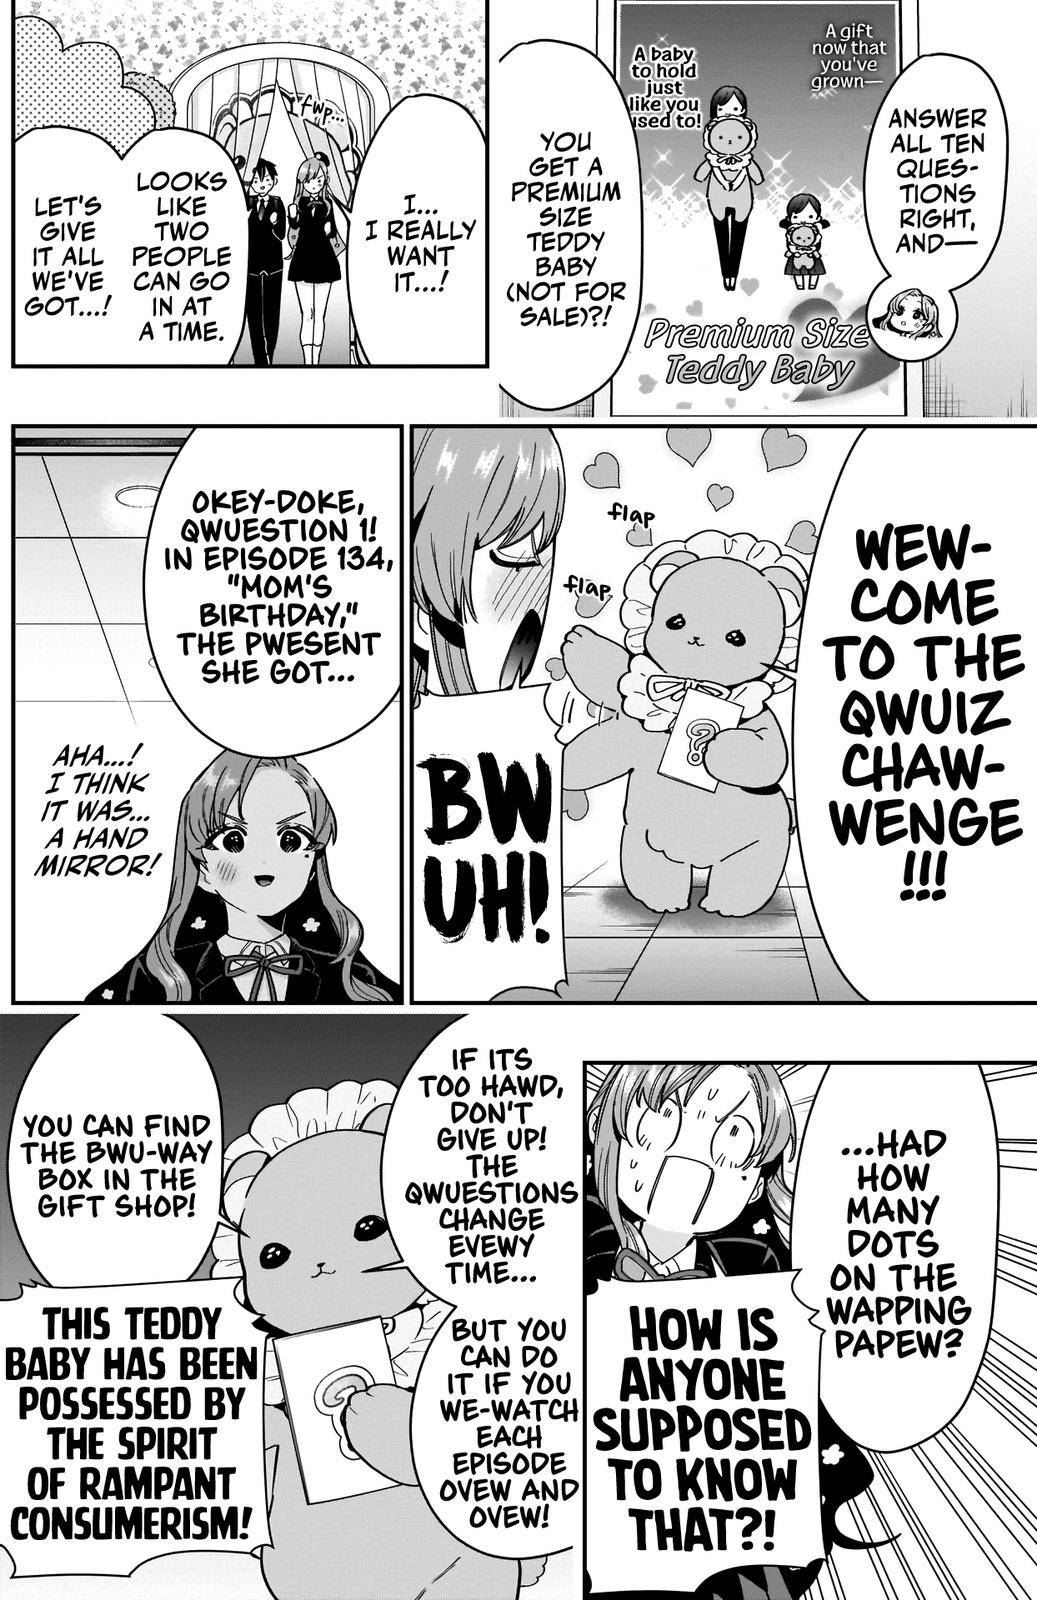 ANSWER
ALL TEN
QUES-
TIONS
RIGHT,
AND—
A gift
now that
you've
grown—
A baby
to hold
just
like you
used to!
Premium Size
Teddy Baby
YOU
GET A
PREMIUM
SIZE
TEDDY
BABY
(NOT FOR
SALE)?!
I...
I REALLY
WANT
IT...!
fwp...
LOOKS
LIKE
TWO
PEOPLE
CAN GO
IN AT
A TIME.
LET'S
GIVE
IT ALL
WE'VE
GOT...!
WEW-
COME
TO THE
QWUIZ
CHAW-
WENGE
!!!
flap
flap
BW
UH!
OKEY-DOKE,
QWUESTION 1!
IN EPISODE 134,
"MOM'S
BIRTHDAY,"
THE PWESENT
SHE GOT...
AHA...!
I THINK
IT WAS...
A HAND
MIRROR!
...HAD
HOW
MANY
DOTS
ON THE
WAPPING
PAPEW?
HOW IS
ANYONE
SUPPOSED
TO KNOW
THAT?!
IF ITS
TOO HAWD,
DON'T
GIVE UP!
THE
QWUESTIONS
CHANGE
EVEWY
TIME...
BUT YOU
CAN DO
IT IF YOU
WE-WATCH
EACH
EPISODE
OVEW AND
OVEW!
YOU CAN FIND
THE BWU-WAY
BOX IN THE
GIFT SHOP!
THIS TEDDY
BABY HAS BEEN
POSSESSED BY
THE SPIRIT
OF RAMPANT
CONSUMERISM!